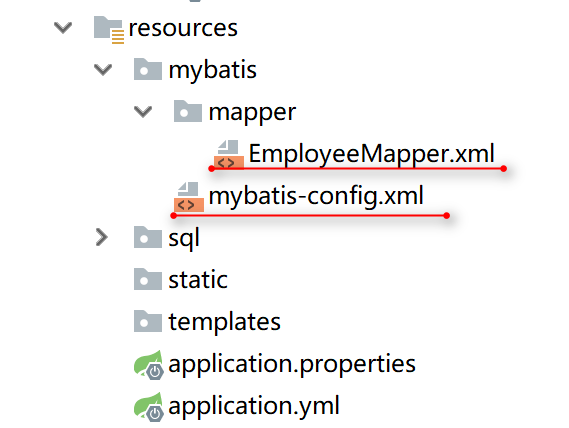 resources
mybatis
mapper
EmployeeMapper.xml
mybatis-config.xml
sql
static
templates
application.properties
application.yml